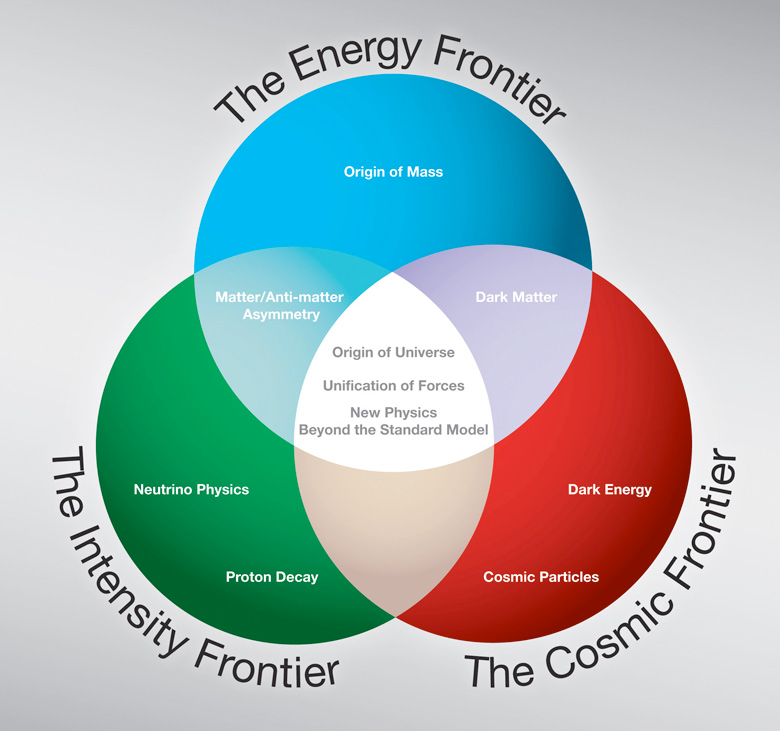 The Energy Frontier
Origin of Mass
Matter/Anti-matter
Asymmetry
Dark Matter
Origin of Universe
Unification of Forces
New Physics
Beyond the Standard Model
Neutrino Physics
Dark Energy
Proton Decay
Cosmic Particles
The Intensity Frontier
The Cosmic Frontier